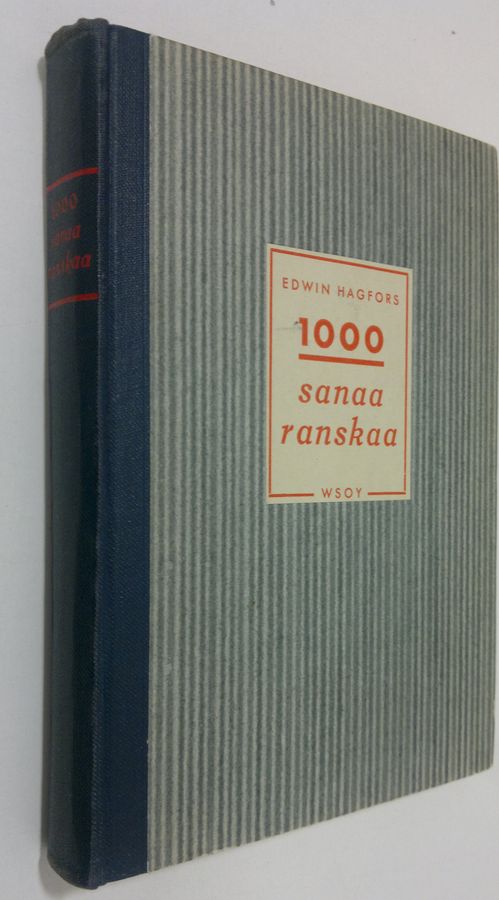 1000
sanaa
ranskaa
EDWIN HAGFORS
1000
sanaa
ranskaa
WSOY